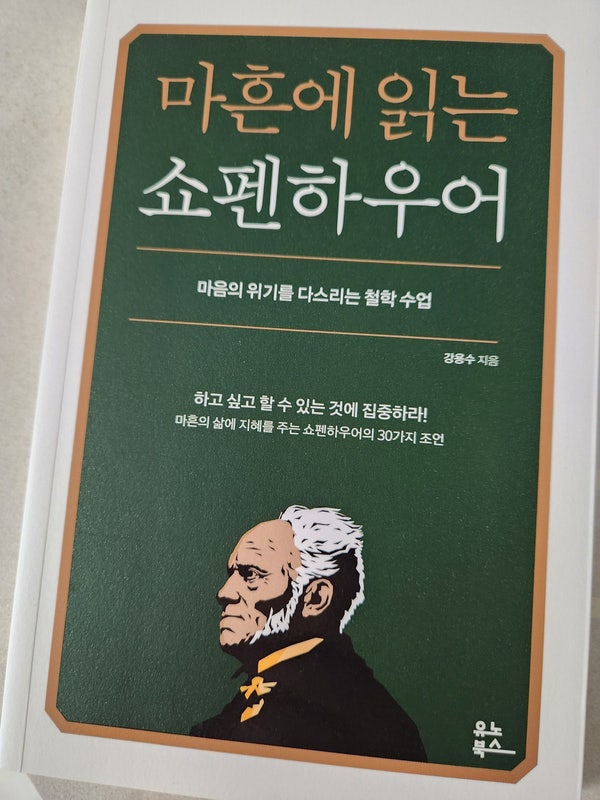 마흔에 읽는
쇼펜하우어
마음의 위기를 다스리는 철학 수업
강용수 지음
하고 싶고 할 수 있는 것에 집중하라!
마흔의 삶에 지혜를 주는 쇼펜하우어의 30가지 조언
유노
북스